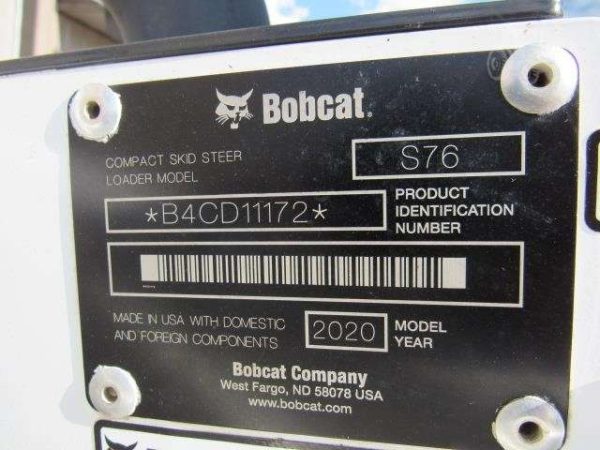 Bobcat.
COMPACT SKID STEER
LOADER MODEL
S76
*B4CD11172*
PRODUCT
IDENTIFICATION
NUMBER
MADE IN USA WITH DOMESTIC
AND FOREIGN COMPONENTS
2020
MODEL
YEAR
Bobcat Company
West Fargo, ND 58078 USA
www.bobcat.com